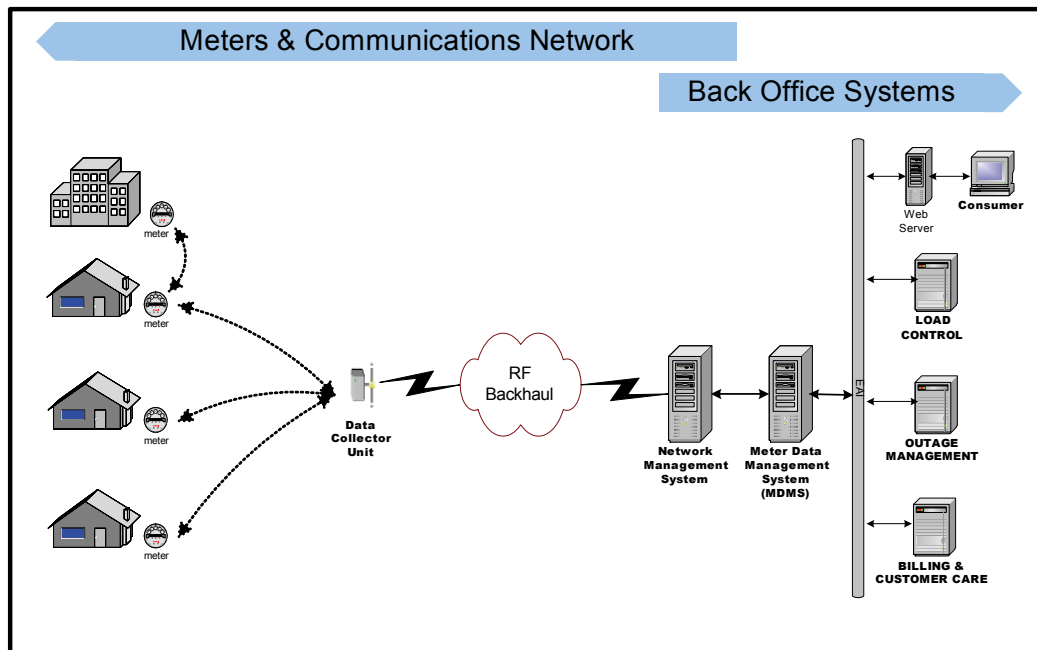 Meters & Communications Network
Back Office Systems
meter
meter
meter
meter
Data
Collector
Unit
RF
Backhaul
Network
Management
System
Meter Data
Management
System
(MDMS)
EAI
Web
Server
Consumer
LOAD
CONTROL
OUTAGE
MANAGEMENT
BILLING &
CUSTOMER CARE